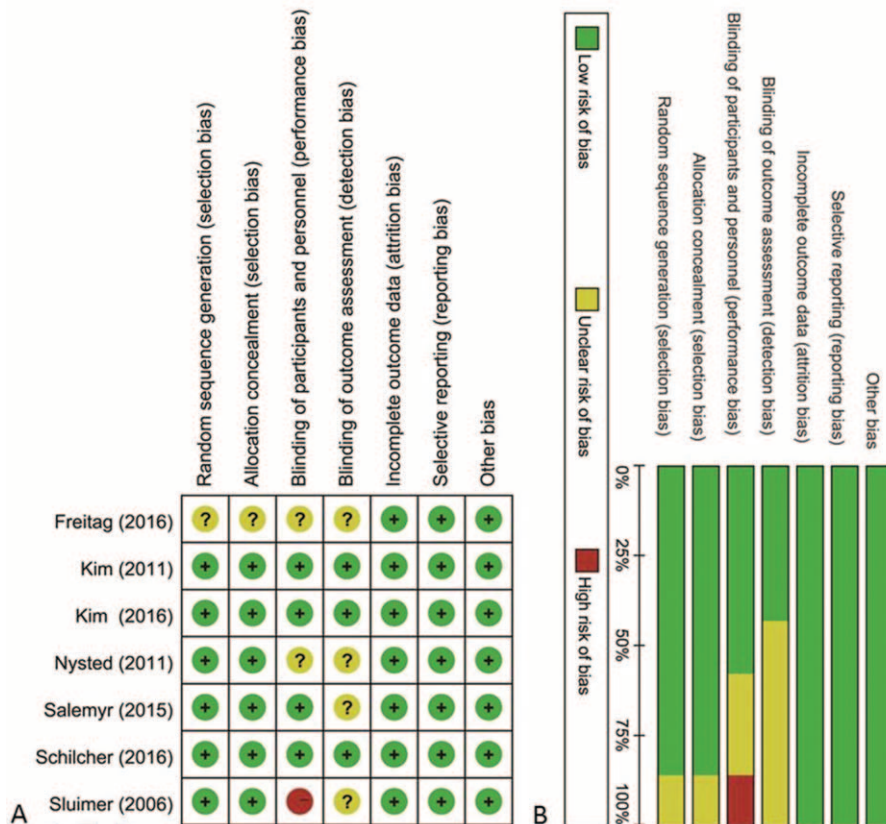 Random sequence generation (selection bias)
Allocation concealment (selection bias)
Blinding of participants and personnel (performance bias)
Blinding of outcome assessment (detection bias)
Incomplete outcome data (attrition bias)
Selective reporting (reporting bias)
Other bias
Freitag (2016) ? ? ? ? + + +
Kim (2011) + + + + + + +
Kim (2016) + + + + + + +
Nysted (2011) + + ? ? + + +
Salemyr (2015) + + + ? + + +
Schilcher (2016) + + + + + + +
Sluimer (2006) + + - ? + + +
A
Random sequence generation (selection bias)
Allocation concealment (selection bias)
Blinding of participants and personnel (performance bias)
Blinding of outcome assessment (detection bias)
Incomplete outcome data (attrition bias)
Selective reporting (reporting bias)
Other bias
0%
25%
50%
75%
100%
Low risk of bias
Unclear risk of bias
High risk of bias
B